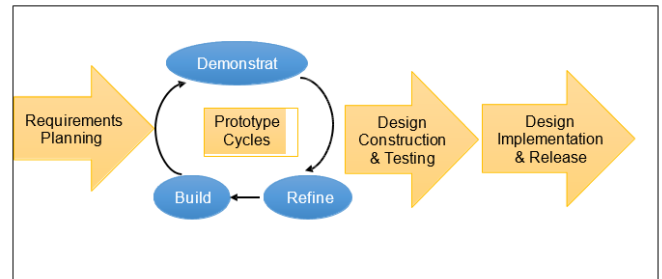 Requirements
Planning
Demonstrat
Prototype
Cycles
Build
Refine
Design
Construction
& Testing
Design
Implementation
& Release